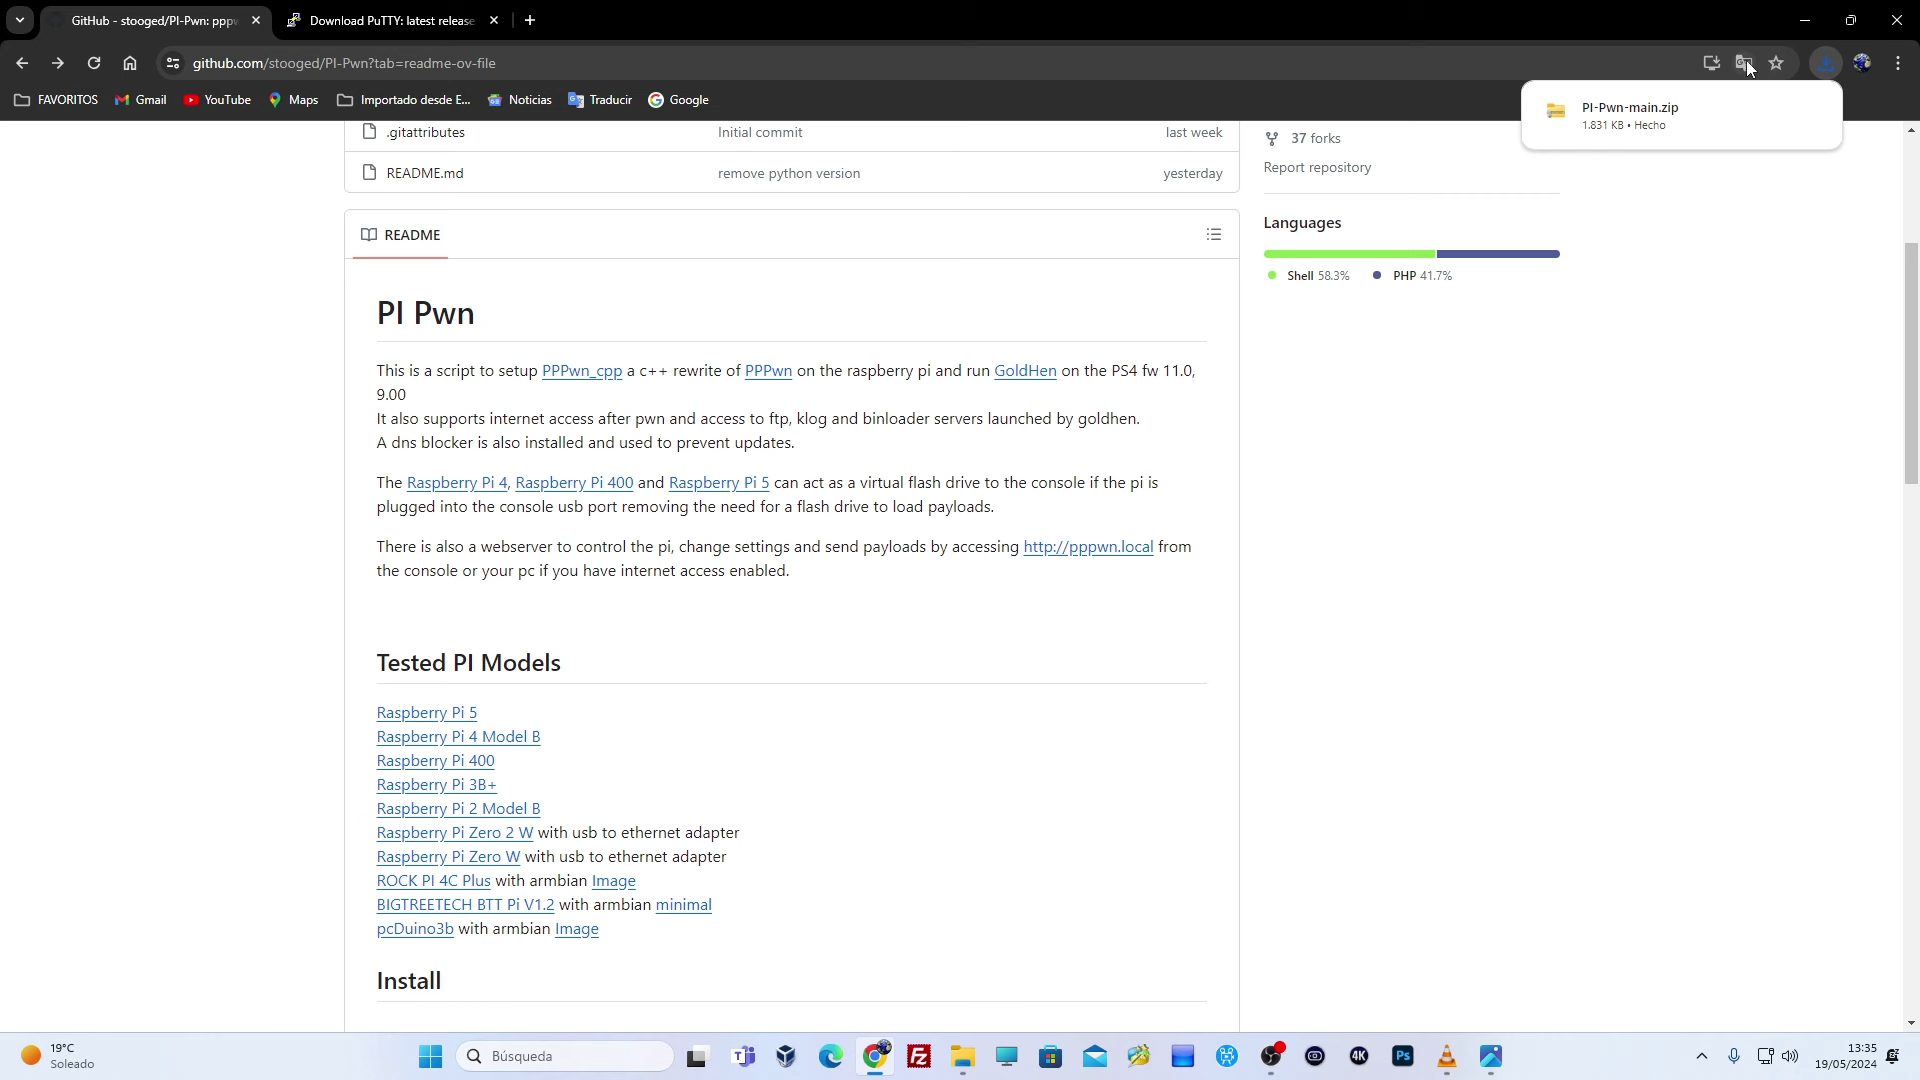 GitHub - stooged/PI-Pwn: pppw
Download PuTTY: latest release
github.com/stooged/PI-Pwn?tab=readme-ov-file
FAVORITOS
Gmail
YouTube
Maps
Importado desde E...
Noticias
Traducir
Google
PI-Pwn-main.zip
1.831 KB • Hecho
.gitattributes
Initial commit
last week
README.md
remove python version
yesterday
37 forks
Report repository
Languages
Shell 58.3%
PHP 41.7%
README
PI Pwn
This is a script to setup PPPwn_cpp a c++ rewrite of PPPwn on the raspberry pi and run GoldHen on the PS4 fw 11.0,
9.00
It also supports internet access after pwn and access to ftp, klog and binloader servers launched by goldhen.
A dns blocker is also installed and used to prevent updates.
The Raspberry Pi 4, Raspberry Pi 400 and Raspberry Pi 5 can act as a virtual flash drive to the console if the pi is
plugged into the console usb port removing the need for a flash drive to load payloads.
There is also a webserver to control the pi, change settings and send payloads by accessing http://pppwn.local from
the console or your pc if you have internet access enabled.
Tested PI Models
Raspberry Pi 5
Raspberry Pi 4 Model B
Raspberry Pi 400
Raspberry Pi 3B+
Raspberry Pi 2 Model B
Raspberry Pi Zero 2 W with usb to ethernet adapter
Raspberry Pi Zero W with usb to ethernet adapter
ROCK PI 4C Plus with armbian Image
BIGTREETECH BTT Pi V1.2 with armbian minimal
pcDuino3b with armbian Image
Install
19°C
Soleado
Búsqueda
4K
Ps
13:35
19/05/2024